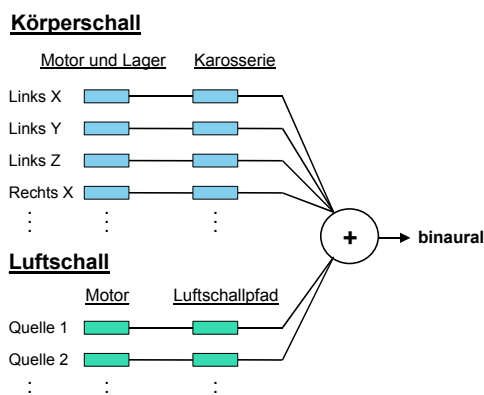 Körperschall
Motor und Lager Karosserie
Links X
Links Y
Links Z
Rechts X
+ binaural
Luftschall
Motor Luftschallpfad
Quelle 1
Quelle 2